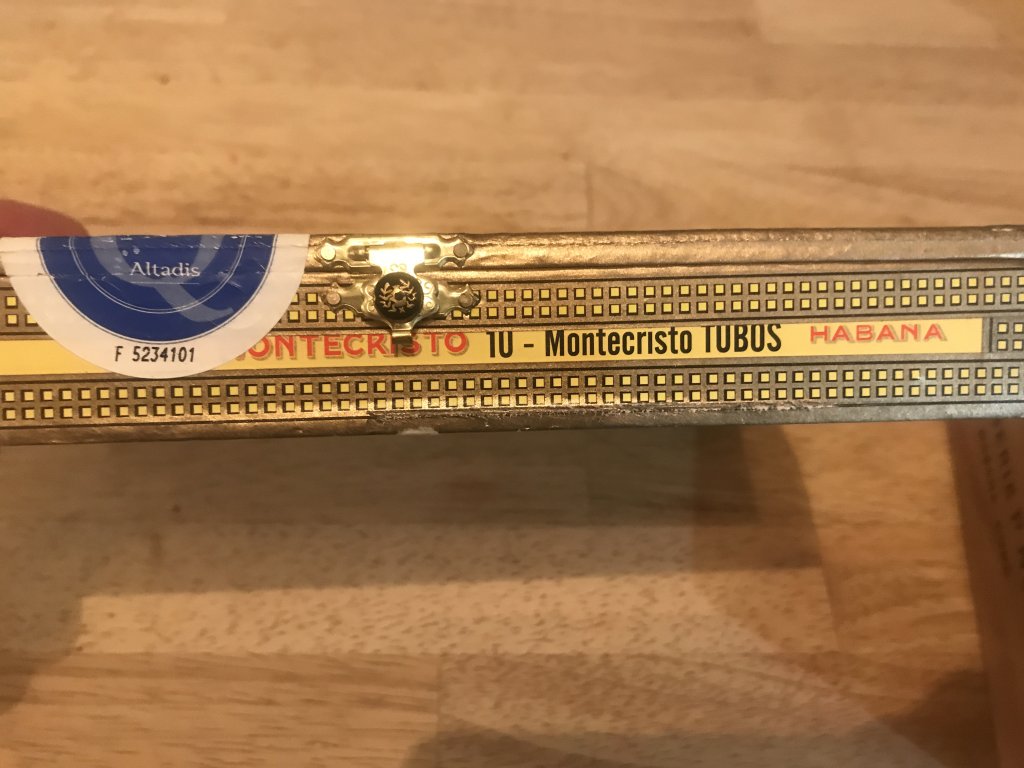 Altadis
F 5234101
ONTECRISTO 10 - Montecristo TUBOS HABANA